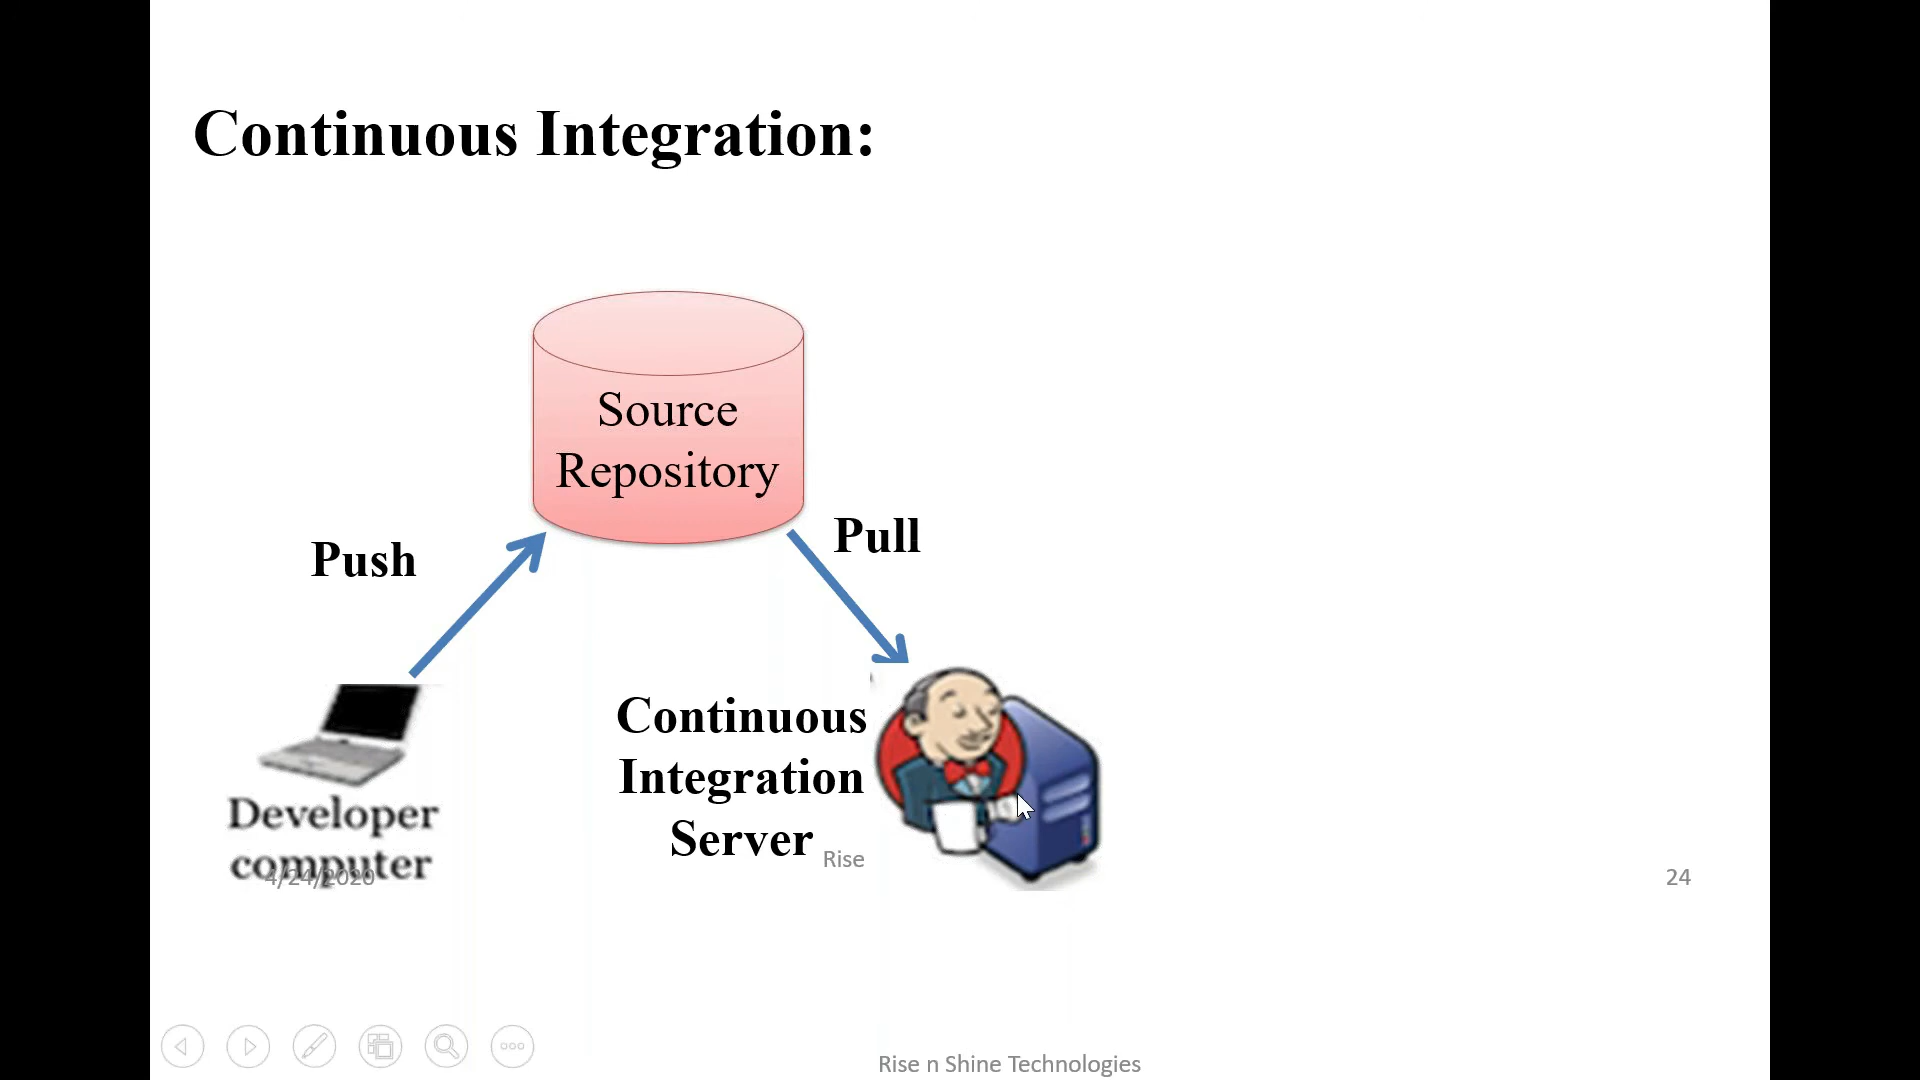 Continuous Integration:
Source
Repository
Push
Pull
Developer
computer
4/24/2020
Continuous
Integration
Server
Rise
24
Rise n Shine Technologies